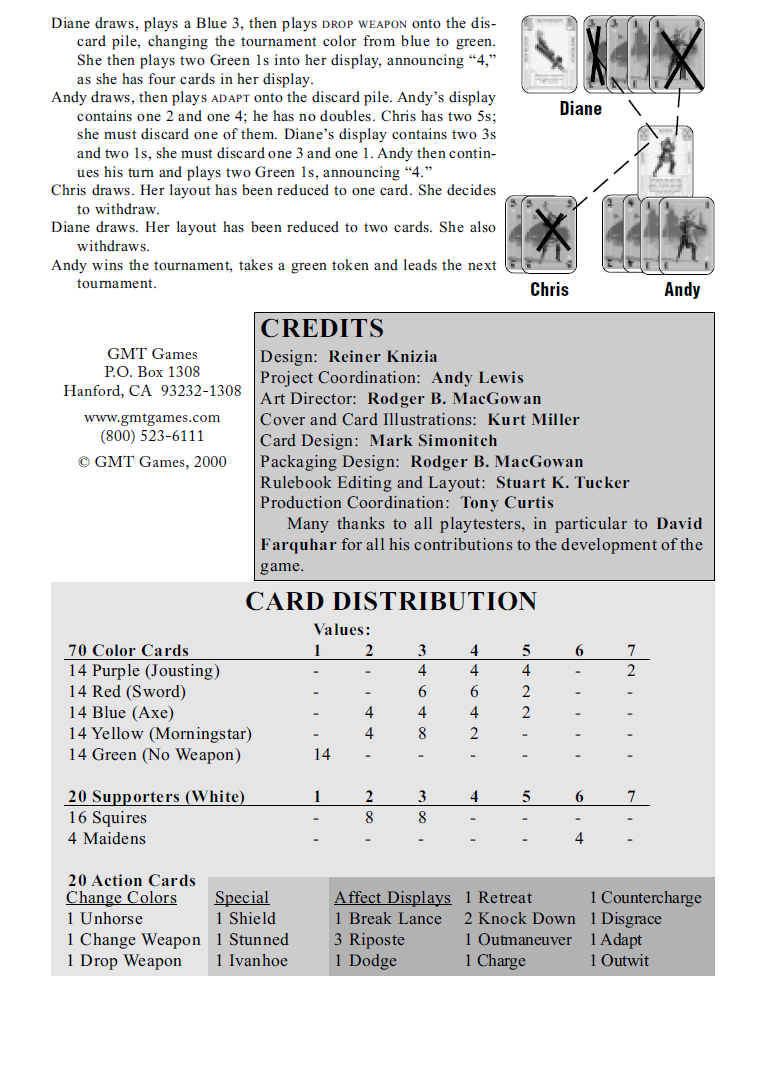 Diane draws, plays a Blue 3, then plays DROP WEAPON onto the dis-
card pile, changing the tournament color from blue to green.
She then plays two Green 1s into her display, announcing “4,”
as she has four cards in her display.
Andy draws, then plays ADAPT onto the discard pile. Andy’s display
contains one 2 and one 4; he has no doubles. Chris has two 5s;
she must discard one of them. Diane’s display contains two 3s
and two 1s, she must discard one 3 and one 1. Andy then contin-
ues his turn and plays two Green 1s, announcing “4.”
Chris draws. Her layout has been reduced to one card. She decides
to withdraw.
Diane draws. Her layout has been reduced to two cards. She also
withdraws.
Andy wins the tournament, takes a green token and leads the next
tournament.
Diane
Chris
Andy
GMT Games
P.O. Box 1308
Hanford, CA 93232-1308
www.gmtgames.com
(800) 523-6111
© GMT Games, 2000
CREDITS
Design: Reiner Knizia
Project Coordination: Andy Lewis
Art Director: Rodger B. MacGowan
Cover and Card Illustrations: Kurt Miller
Card Design: Mark Simonitch
Packaging Design: Rodger B. MacGowan
Rulebook Editing and Layout: Stuart K. Tucker
Production Coordination: Tony Curtis
Many thanks to all playtesters, in particular to David
Farquhar for all his contributions to the development of the
game.
CARD DISTRIBUTION
Values:
70 Color Cards 1 2 3 4 5 6 7
14 Purple (Jousting) - - 4 4 4 - 2
14 Red (Sword) - - 6 6 2 - -
14 Blue (Axe) - 4 4 4 2 - -
14 Yellow (Morningstar) - 4 8 2 - - -
14 Green (No Weapon) 14 - - - - - -
20 Supporters (White) 1 2 3 4 5 6 7
16 Squires - 8 8 - - - -
4 Maidens - - - - - 4 -
20 Action Cards
Change Colors Special Affect Displays 1 Retreat 1 Countercharge
1 Unhorse 1 Shield 1 Break Lance 2 Knock Down 1 Disgrace
1 Change Weapon 1 Stunned 3 Riposte 1 Outmaneuver 1 Adapt
1 Drop Weapon 1 Ivanhoe 1 Dodge 1 Charge 1 Outwit